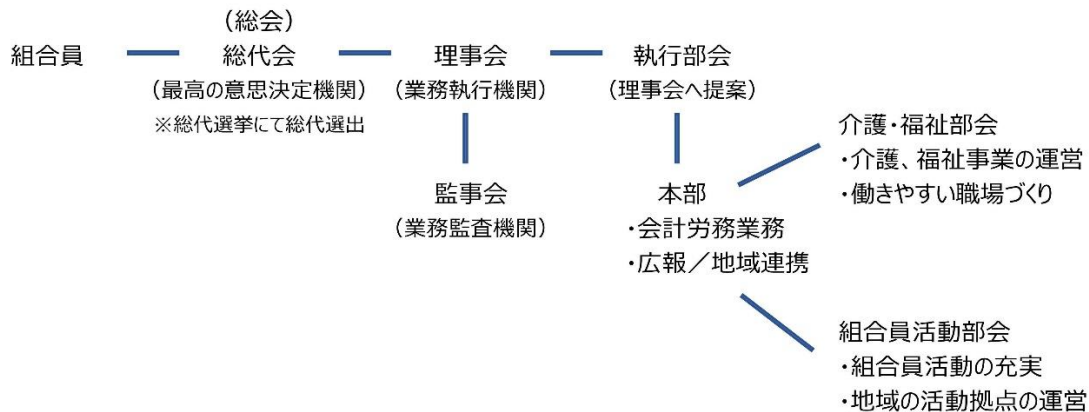 (総会)
組合員
総代会
理事会
執行部会
(最高の意思決定機関)
(業務執行機関)
(理事会へ提案)
※総代選挙にて総代選出
監事会
(業務監査機関)
本部
・会計労務業務
・広報／地域連携
介護・福祉部会
・介護、福祉事業の運営
・働きやすい職場づくり
組合員活動部会
・組合員活動の充実
・地域の活動拠点の運営